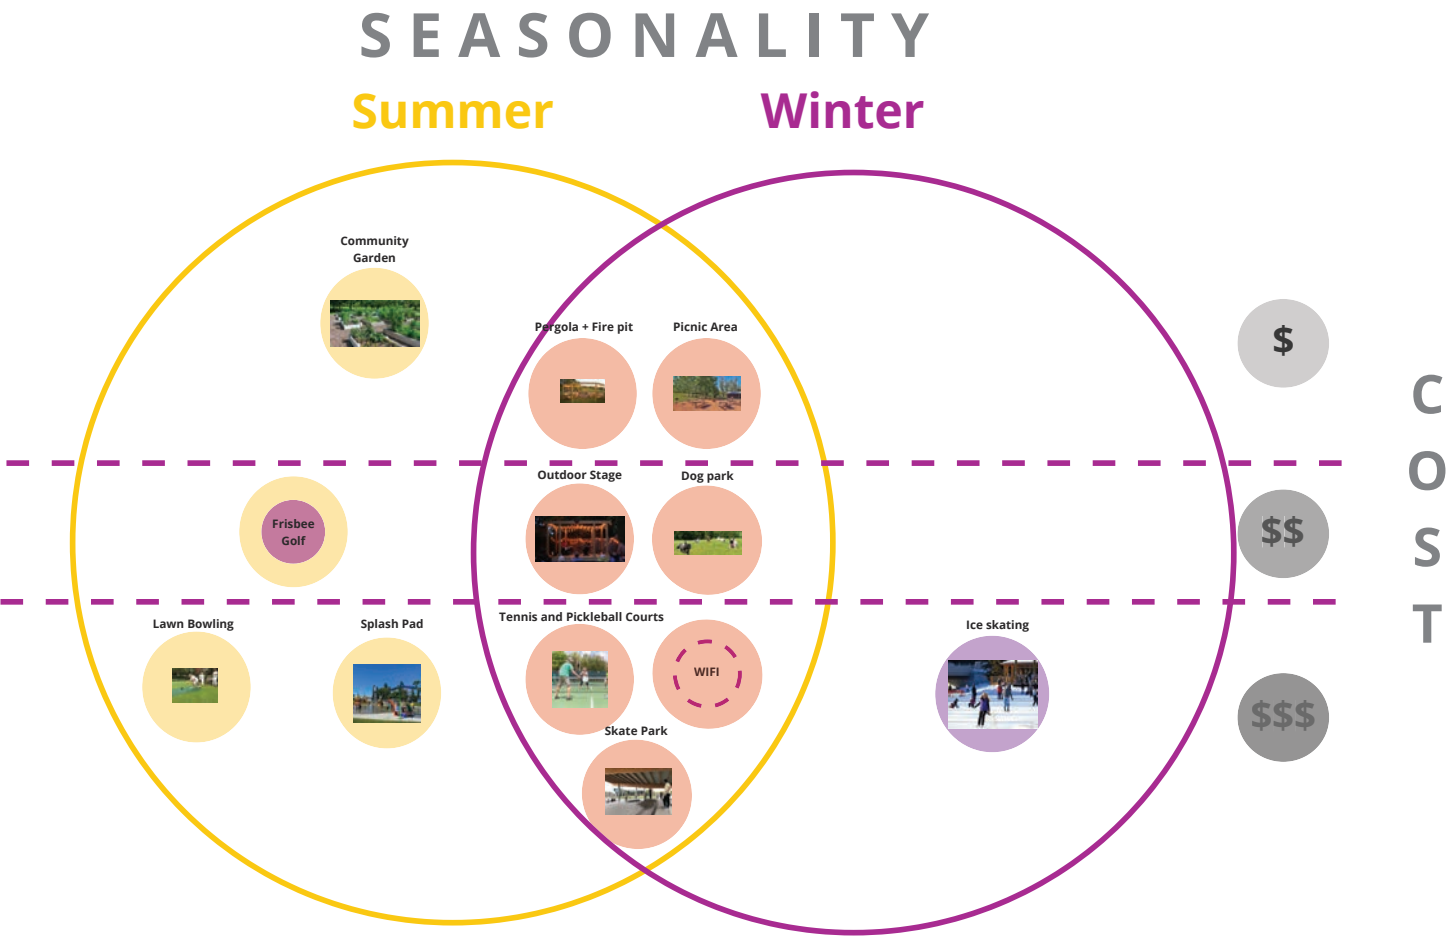 SEASONALITY
Summer
Winter
Community
Garden
Pergola + Fire pit
Picnic Area
$
Outdoor Stage
Dog park
Frisbee
Golf
$$
Lawn Bowling
Splash Pad
Tennis and Pickleball Courts
WIFI
Ice skating
Skate Park
$$$
COST